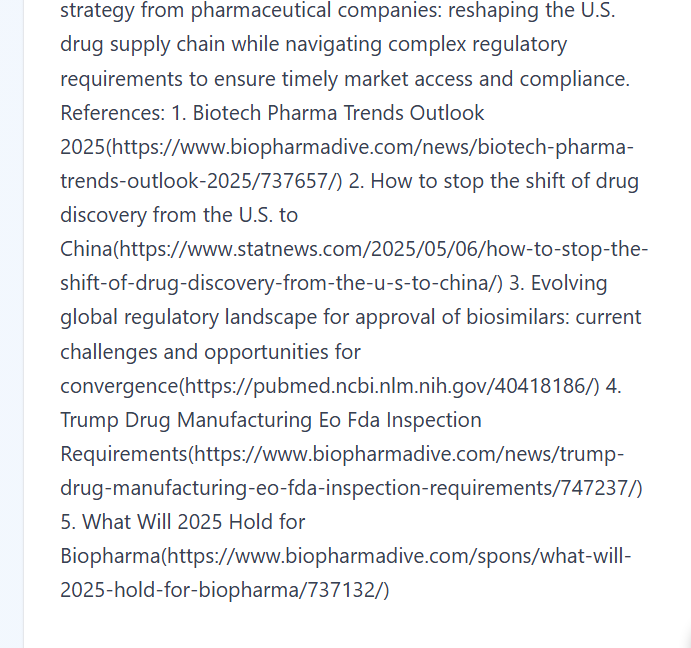 strategy from pharmaceutical companies: reshaping the U.S.
drug supply chain while navigating complex regulatory
requirements to ensure timely market access and compliance.
References: 1. Biotech Pharma Trends Outlook
2025(https://www.biopharmadive.com/news/biotech-pharma-
trends-outlook-2025/737657/) 2. How to stop the shift of drug
discovery from the U.S. to
China(https://www.statnews.com/2025/05/06/how-to-stop-the-
shift-of-drug-discovery-from-the-u-s-to-china/) 3. Evolving
global regulatory landscape for approval of biosimilars: current
challenges and opportunities for
convergence(https://pubmed.ncbi.nlm.nih.gov/40418186/) 4.
Trump Drug Manufacturing Eo Fda Inspection
Requirements(https://www.biopharmadive.com/news/trump-
drug-manufacturing-eo-fda-inspection-requirements/747237/)
5. What Will 2025 Hold for
Biopharma(https://www.biopharmadive.com/spons/what-will-
2025-hold-for-biopharma/737132/)